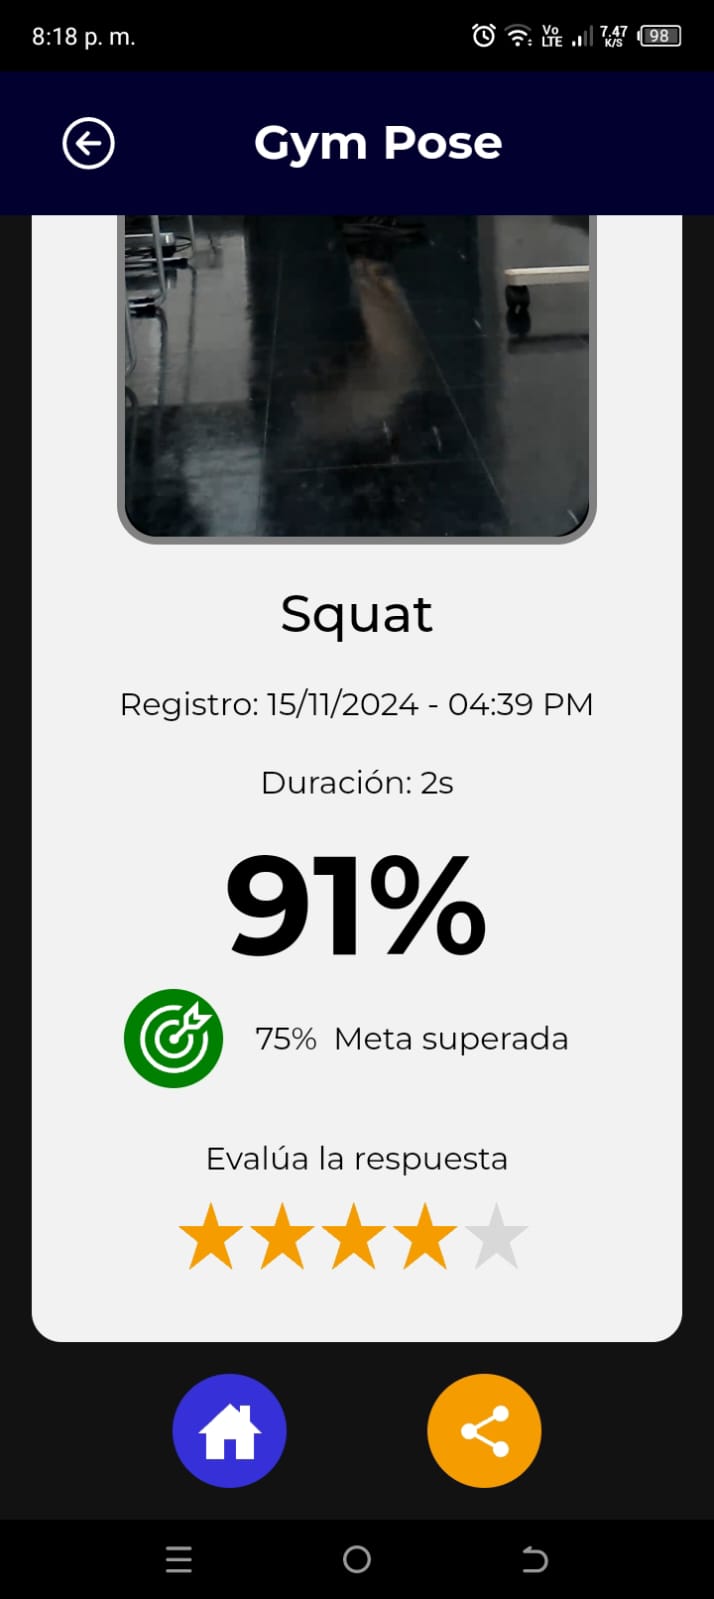 8:18 p. m.
Vo LTE 7.47 K/S 98
Gym Pose
Squat
Registro: 15/11/2024 - 04:39 PM
Duración: 2s
91%
75% Meta superada
Evalúa la respuesta